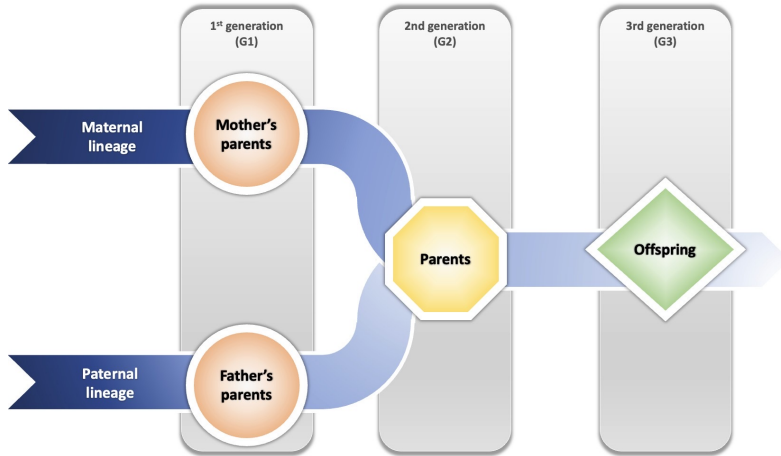 1st generation
(G1)
2nd generation
(G2)
3rd generation
(G3)
Maternal
lineage
Mother's
parents
Parents
Offspring
Paternal
lineage
Father's
parents